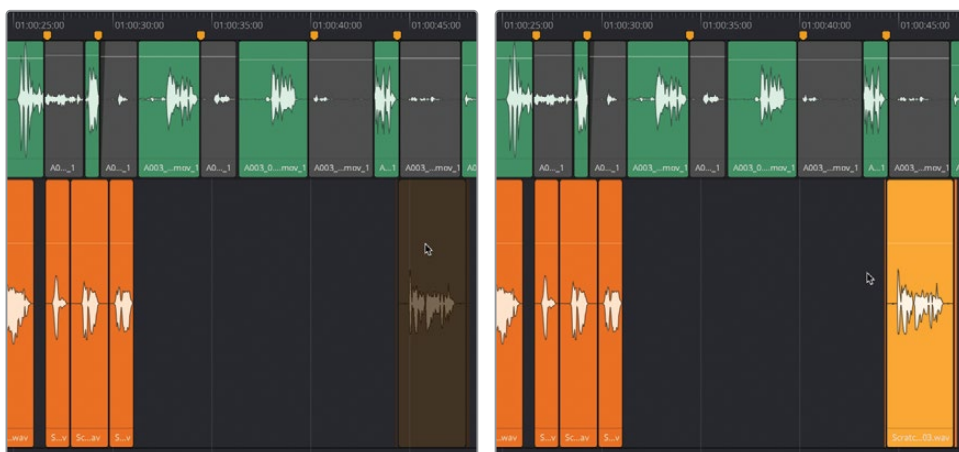 01:00:25:00 01:00:30:00 01:00:35:00 01:00:40:00 01:00:45:00
A0..._1 A0..._1 A003_...mov_1 A0..._1 A003_0....mov_1 A003_...mov_1 A...1 A003_...mov_1 A0
...wav S...v Sc...av S...v
01:00:25:00 01:00:30:00 01:00:35:00 01:00:40:00 01:00:45:00
A0..._1 A0..._1 A003_...mov_1 A0..._1 A003_0....mov_1 A003_...mov_1 A...1 A003_...mov_1
...wav S...v Sc...av S...v Scratc...03.wav